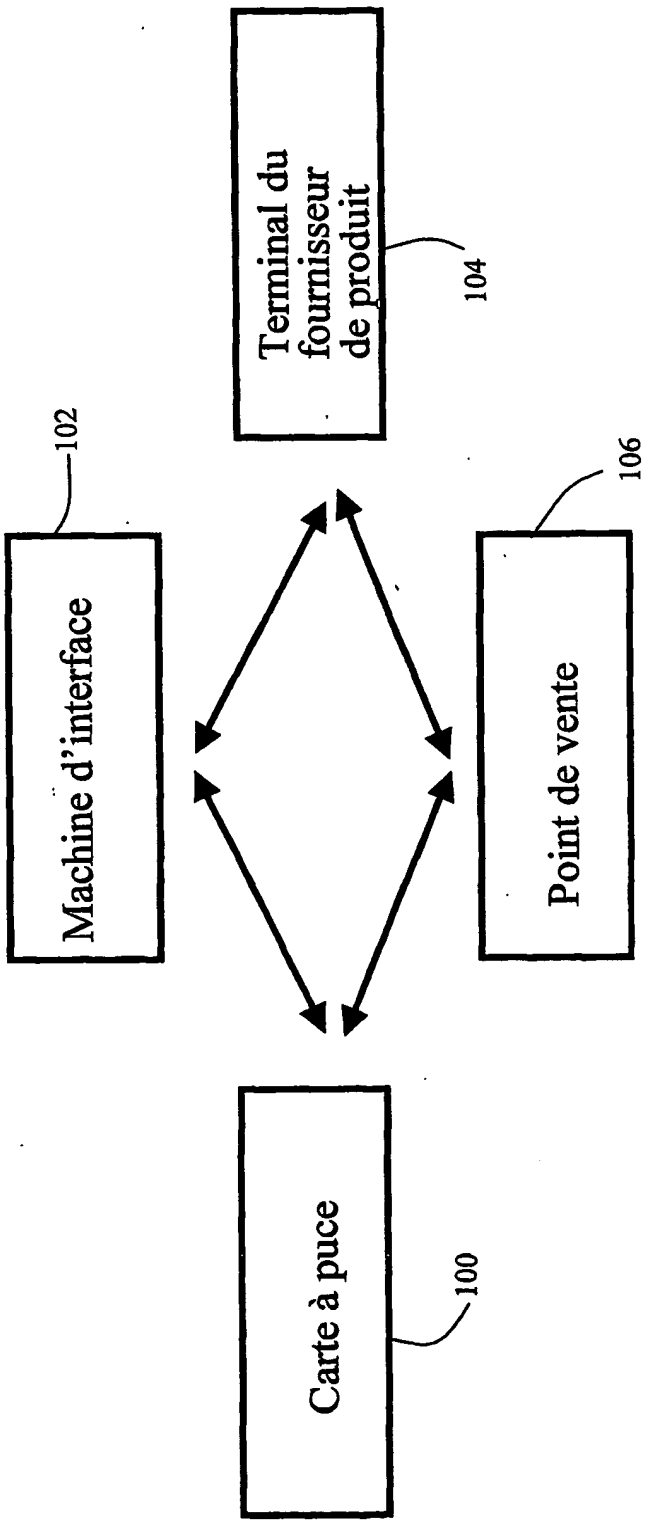 Machine d'interface
102
Carte à puce
100
Terminal du
fournisseur
de produit
104
Point de vente
106